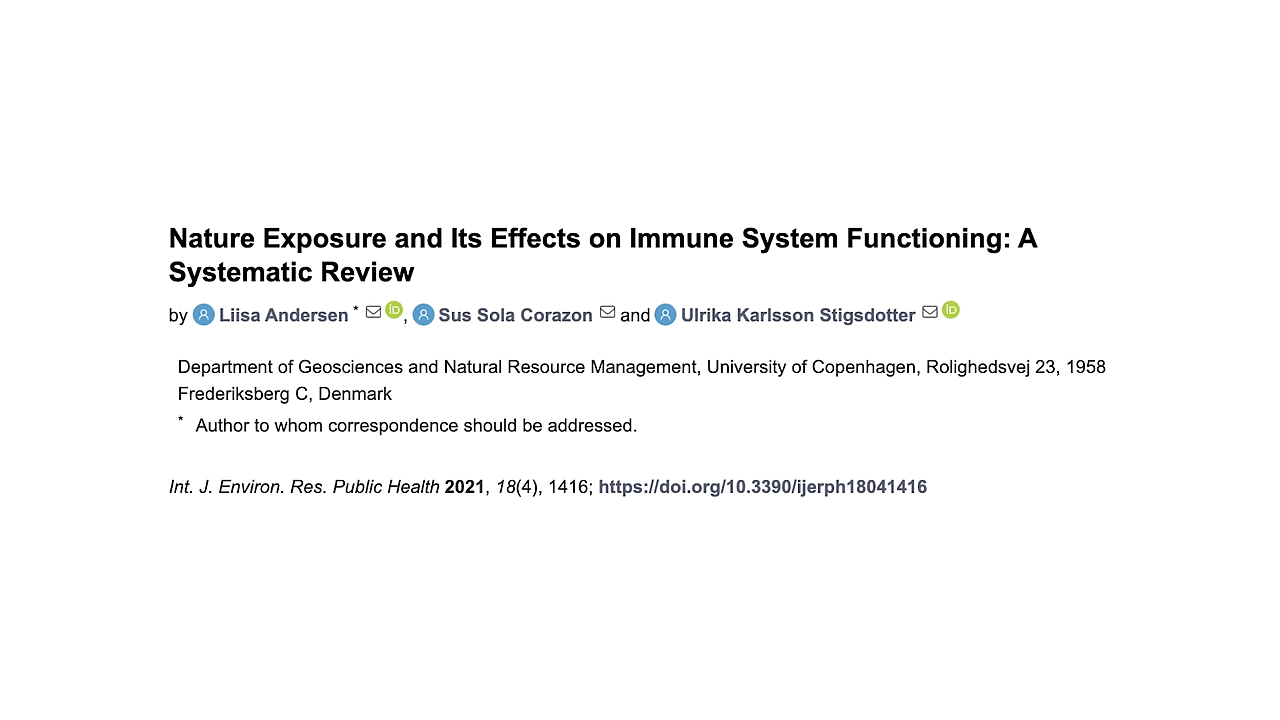 Nature Exposure and Its Effects on Immune System Functioning: A
Systematic Review
by Liisa Andersen * iD, Sus Sola Corazon and Ulrika Karlsson Stigsdotter iD
Department of Geosciences and Natural Resource Management, University of Copenhagen, Rolighedsvej 23, 1958
Frederiksberg C, Denmark
* Author to whom correspondence should be addressed.
Int. J. Environ. Res. Public Health 2021, 18(4), 1416; https://doi.org/10.3390/ijerph18041416